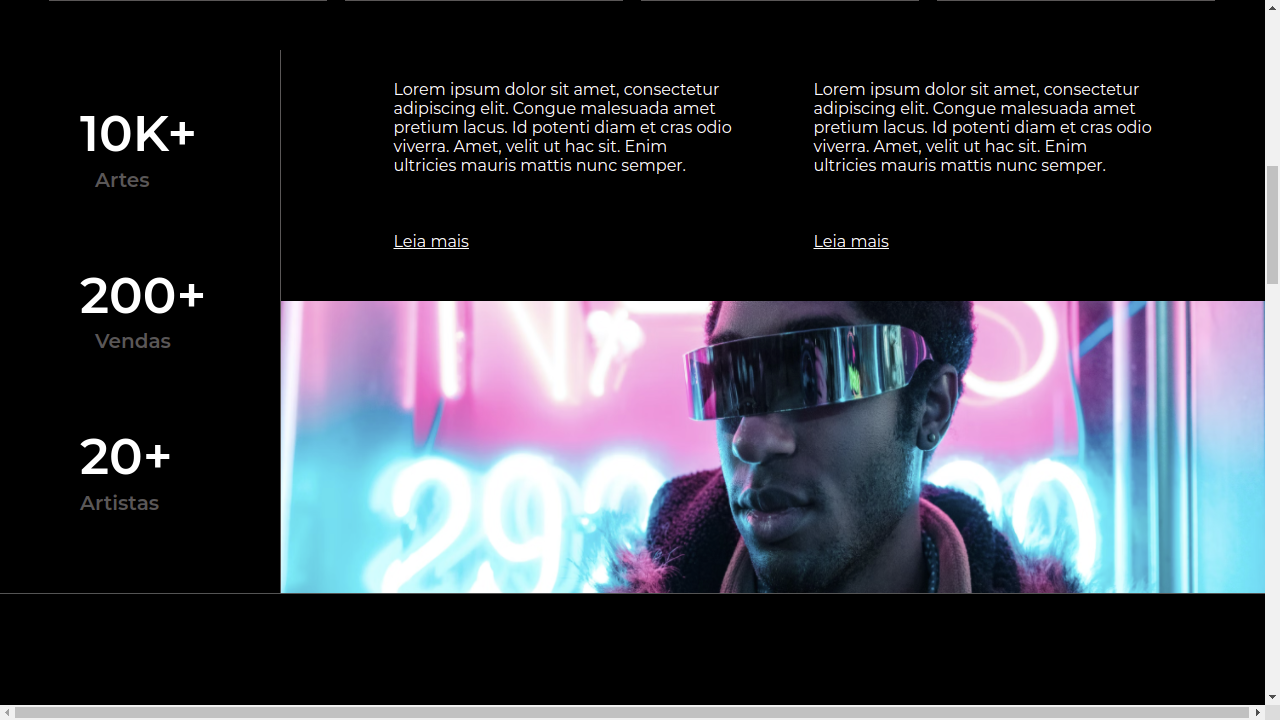 10K+
Artes
200+
Vendas
20+
Artistas
Lorem ipsum dolor sit amet, consectetur
adipiscing elit. Congue malesuada amet
pretium lacus. Id potenti diam et cras odio
viverra. Amet, velit ut hac sit. Enim
ultricies mauris mattis nunc semper.
Leia mais
Lorem ipsum dolor sit amet, consectetur
adipiscing elit. Congue malesuada amet
pretium lacus. Id potenti diam et cras odio
viverra. Amet, velit ut hac sit. Enim
ultricies mauris mattis nunc semper.
Leia mais